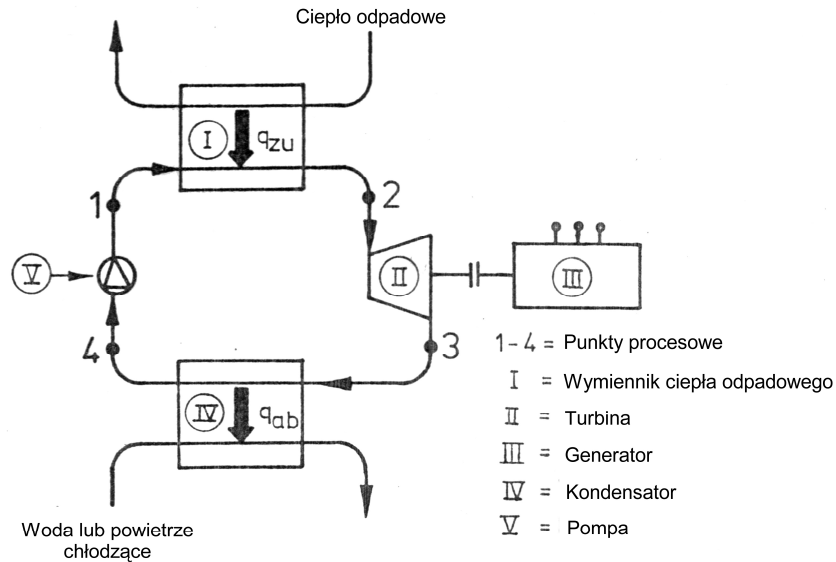 Ciepło odpadowe
I
qzu
1
2
V
II
III
4
3
IV
qab
Woda lub powietrze
chłodzące
1-4 = Punkty procesowe
I = Wymiennik ciepła odpadowego
II = Turbina
III = Generator
IV = Kondensator
V = Pompa